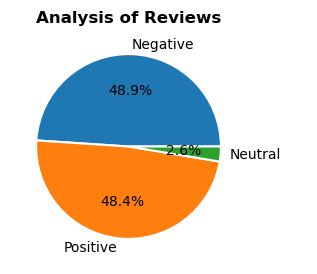 Analysis of Reviews
Negative
48.9%
2.6%
Neutral
48.4%
Positive